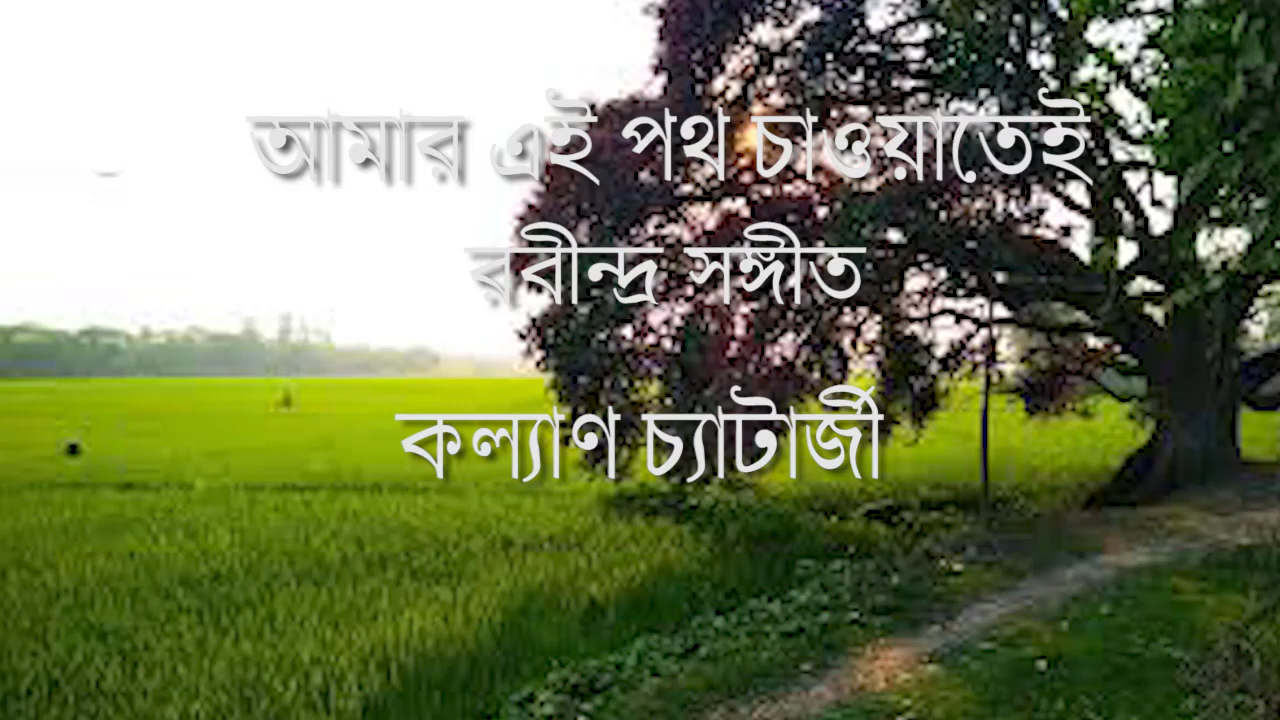 আমার এই পথ চাওয়াতেই
রবীন্দ্র সঙ্গীত
কল্যাণ চ্যাটার্জী